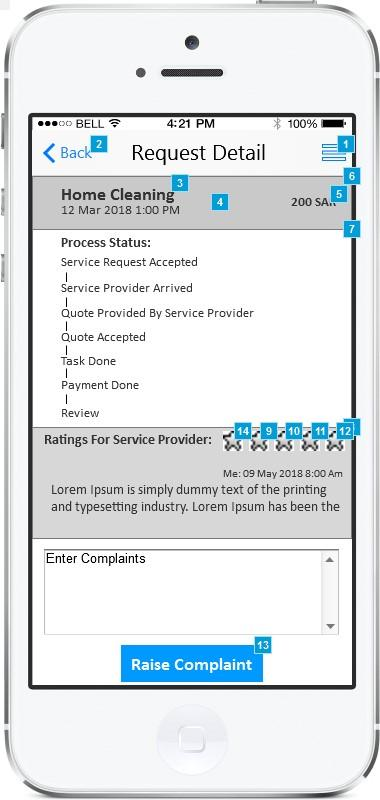 BELL 4:21 PM 100%
1
2
Back Request Detail
3
6
Home Cleaning 4 5
12 Mar 2018 1:00 PM 200 SAR
7
Process Status:
Service Request Accepted
Service Provider Arrived
Quote Provided By Service Provider
Quote Accepted
Task Done
Payment Done
Review
Ratings For Service Provider: 14 9 10 11 12
Me: 09 May 2018 8:00 Am
Lorem Ipsum is simply dummy text of the printing
and typesetting industry. Lorem Ipsum has been the
Enter Complaints
13
Raise Complaint